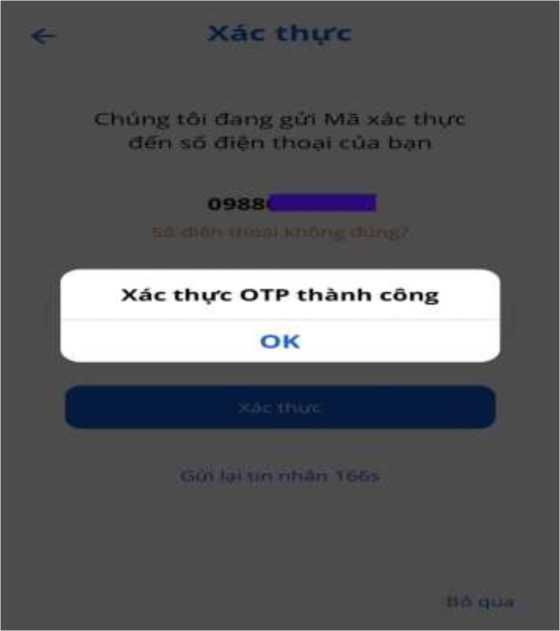 Xác thực
Chúng tôi đang gửi Mã xác thực
đến số điện thoại của bạn
0988
Số điện thoại không đúng?
Xác thực OTP thành công
OK
Xác thực
Gửi lại tin nhắn 166s
Bỏ qua